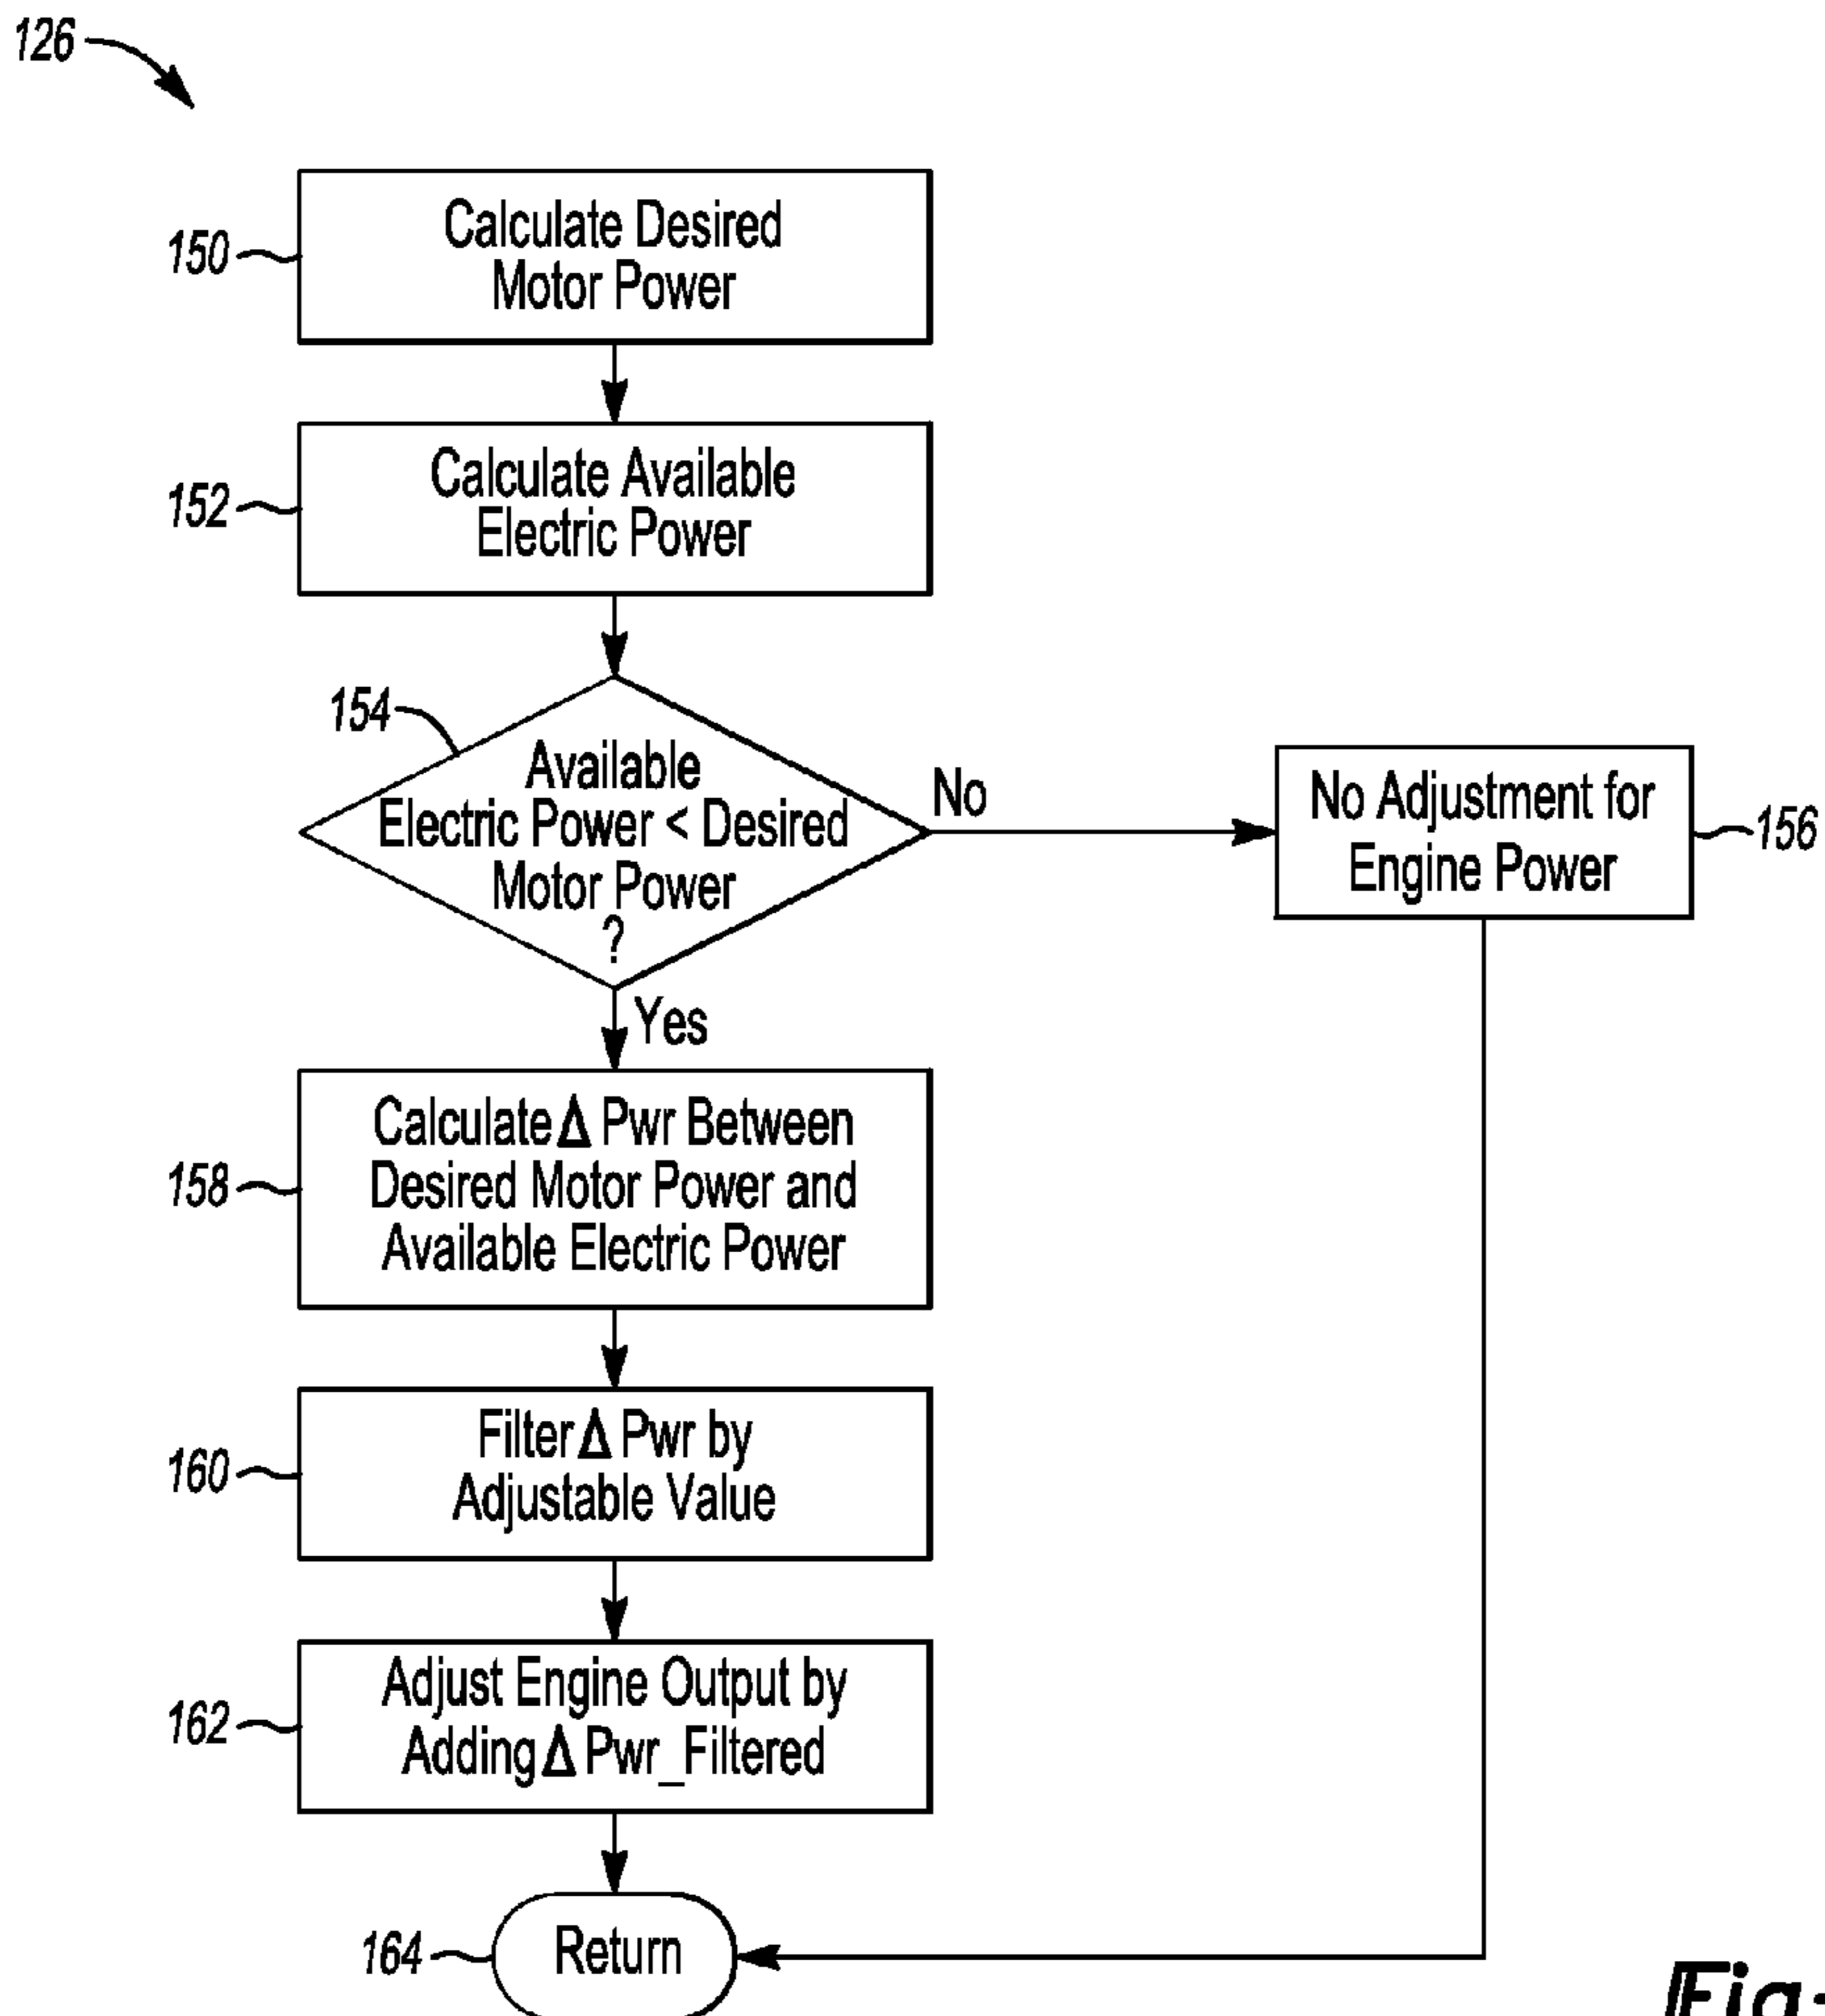 126
150
Calculate Desired
Motor Power
152
Calculate Available
Electric Power
154
Available
Electric Power < Desired
Motor Power
?
No
No Adjustment for
Engine Power
156
Yes
158
Calculate Δ Pwr Between
Desired Motor Power and
Available Electric Power
160
Filter Δ Pwr by
Adjustable Value
162
Adjust Engine Output by
Adding Δ Pwr_Filtered
164
Return